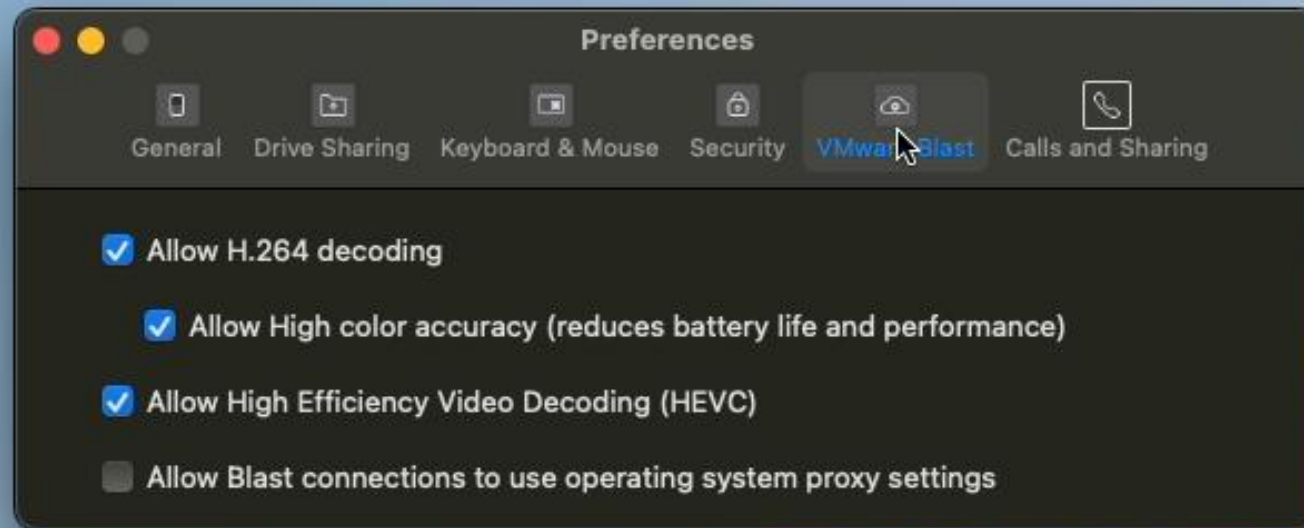 Preferences
General Drive Sharing Keyboard & Mouse Security VMware Blast Calls and Sharing
Allow H.264 decoding
Allow High color accuracy (reduces battery life and performance)
Allow High Efficiency Video Decoding (HEVC)
Allow Blast connections to use operating system proxy settings